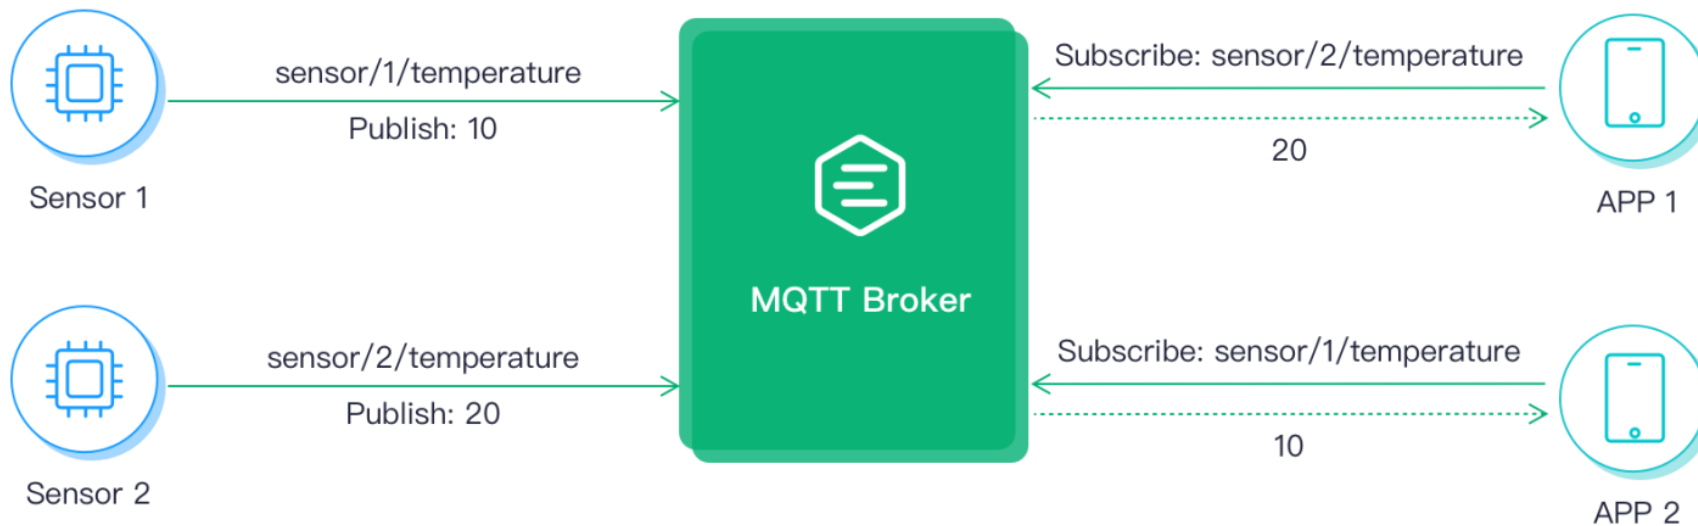 sensor/1/temperature
Publish: 10
Sensor 1
sensor/2/temperature
Publish: 20
Sensor 2
MQTT Broker
Subscribe: sensor/2/temperature
20
APP 1
Subscribe: sensor/1/temperature
10
APP 2